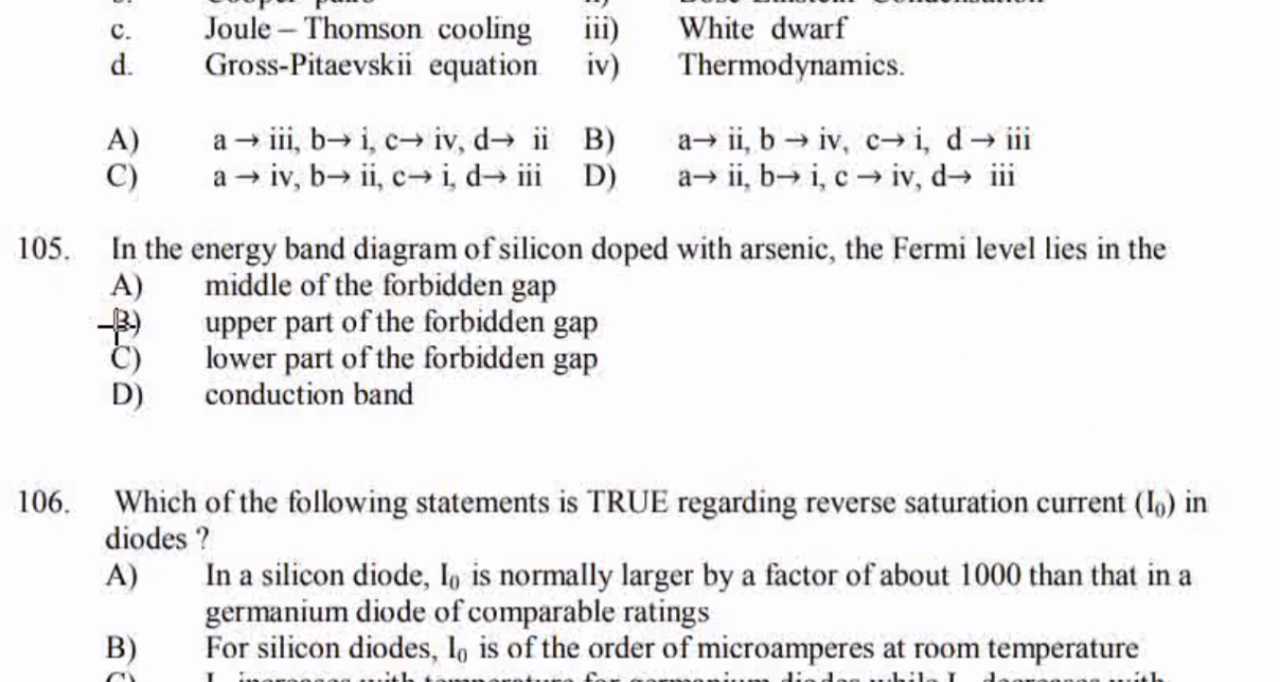 c. Joule – Thomson cooling iii) White dwarf
d. Gross-Pitaevskii equation iv) Thermodynamics.
A) a → iii, b→ i, c→ iv, d→ ii B) a→ ii, b → iv, c→ i, d → iii
C) a → iv, b→ ii, c→ i, d→ iii D) a→ ii, b→ i, c → iv, d→ iii
105. In the energy band diagram of silicon doped with arsenic, the Fermi level lies in the
A) middle of the forbidden gap
B) upper part of the forbidden gap
C) lower part of the forbidden gap
D) conduction band
106. Which of the following statements is TRUE regarding reverse saturation current (I₀) in
diodes ?
A) In a silicon diode, I₀ is normally larger by a factor of about 1000 than that in a
germanium diode of comparable ratings
B) For silicon diodes, I₀ is of the order of microamperes at room temperature